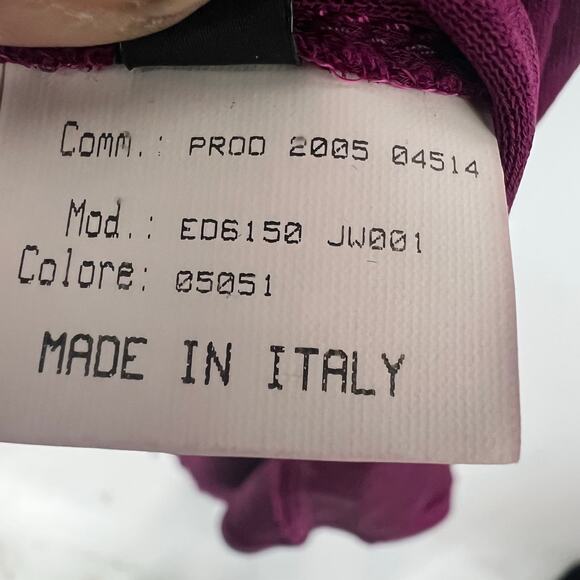 Comm.: PROD 2005 04514
Mod.: ED6150 JW001
Colore: 05051
MADE IN ITALY